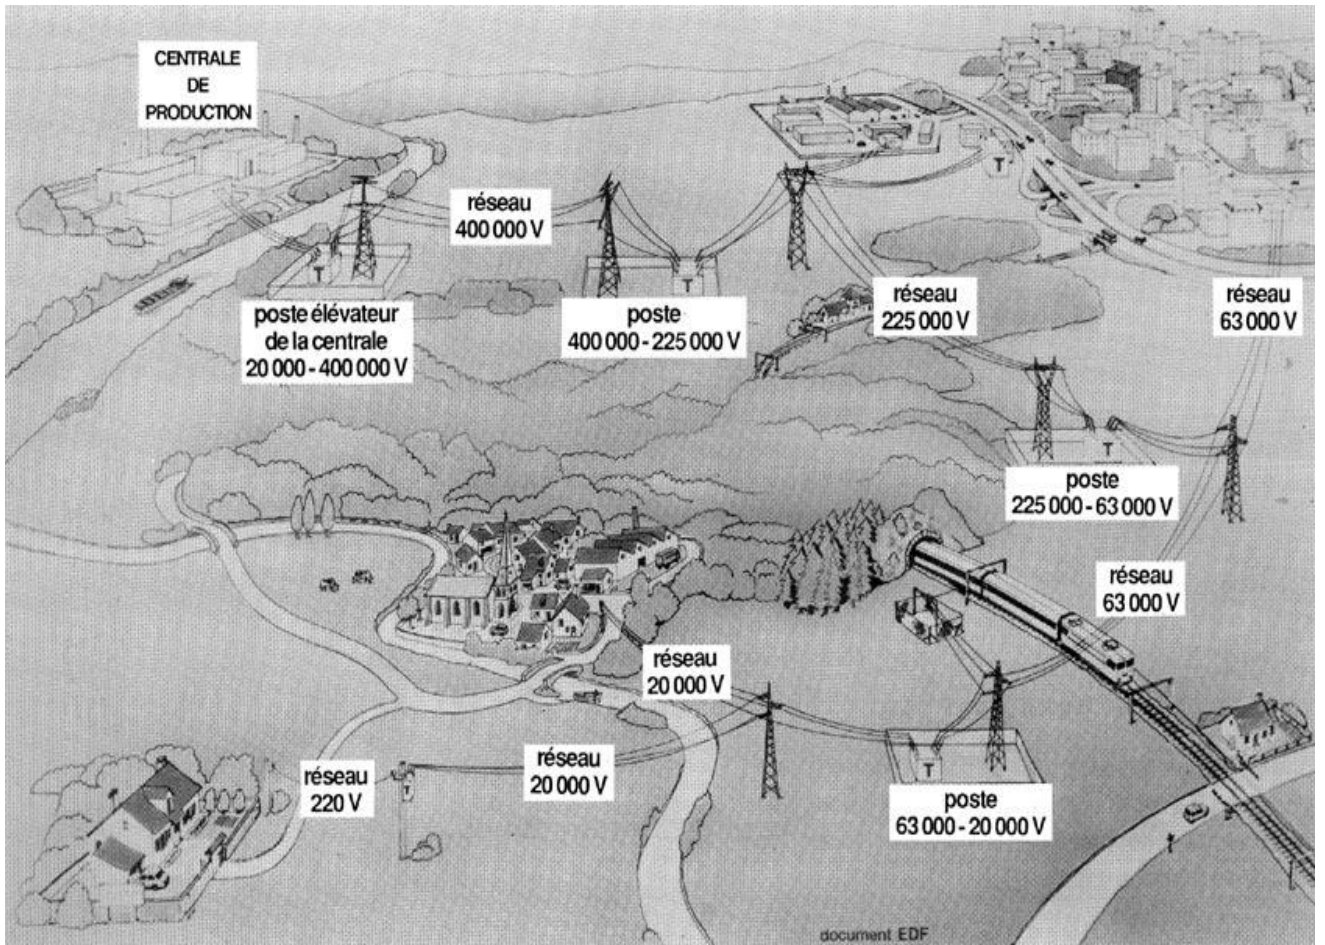 CENTRALE
DE
PRODUCTION
réseau
400 000 V
T
poste élévateur
de la centrale
20 000 - 400 000 V
T
poste
400 000 - 225 000 V
T
réseau
225 000 V
réseau
63 000 V
T
poste
225 000 - 63 000 V
réseau
63 000 V
réseau
20 000 V
réseau
20 000 V
réseau
220 V
T
T
poste
63 000 - 20 000 V
document EDF